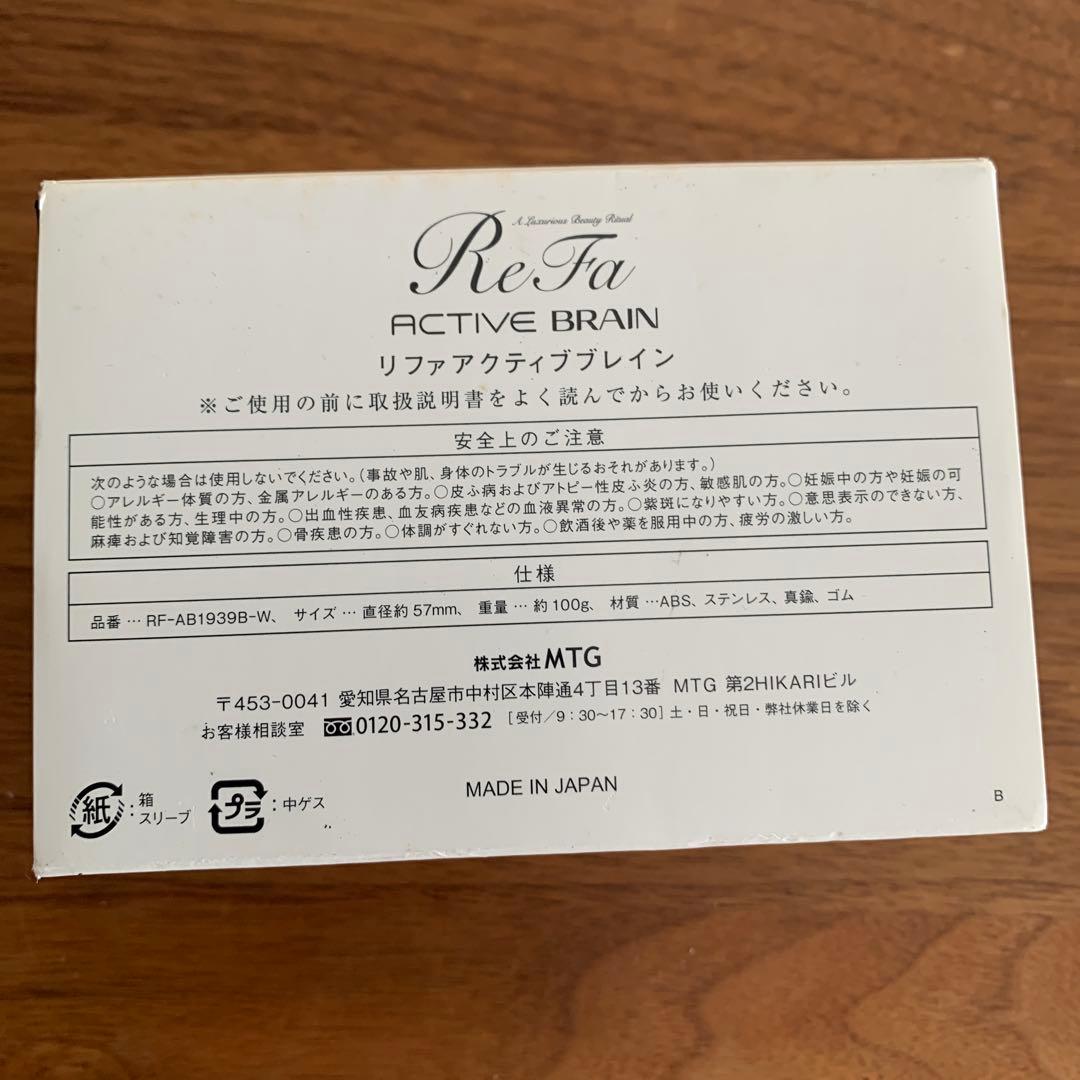 A Luxurious Beauty Ritual
ReFa
ACTIVE BRAIN
リファアクティブブレイン
※ご使用の前に取扱説明書をよく読んでからお使いください。
安全上のご注意
次のような場合は使用しないでください。(事故や肌、身体のトラブルが生じるおそれがあります。)
○アレルギー体質の方、金属アレルギーのある方。○皮ふ病およびアトピー性皮ふ炎の方、敏感肌の方。○妊娠中の方や妊娠の可
能性がある方、生理中の方。○出血性疾患、血友病疾患などの血液異常の方。○紫斑になりやすい方。○意思表示のできない方、
麻痺および知覚障害の方。○骨疾患の方。○体調がすぐれない方。○飲酒後や薬を服用中の方、疲労の激しい方。
仕様
品番…RF-AB1939B-W、 サイズ…直径約57mm、 重量…約100g、 材質…ABS、ステンレス、真鍮、ゴム
株式会社MTG
〒453-0041 愛知県名古屋市中村区本陣通4丁目13番 MTG 第2HIKARIビル
お客様相談室 0120-315-332 [受付/9:30~17:30]土・日・祝日・弊社休業日を除く
MADE IN JAPAN
紙 : 箱
スリーブ
プラ : 中ゲス
B